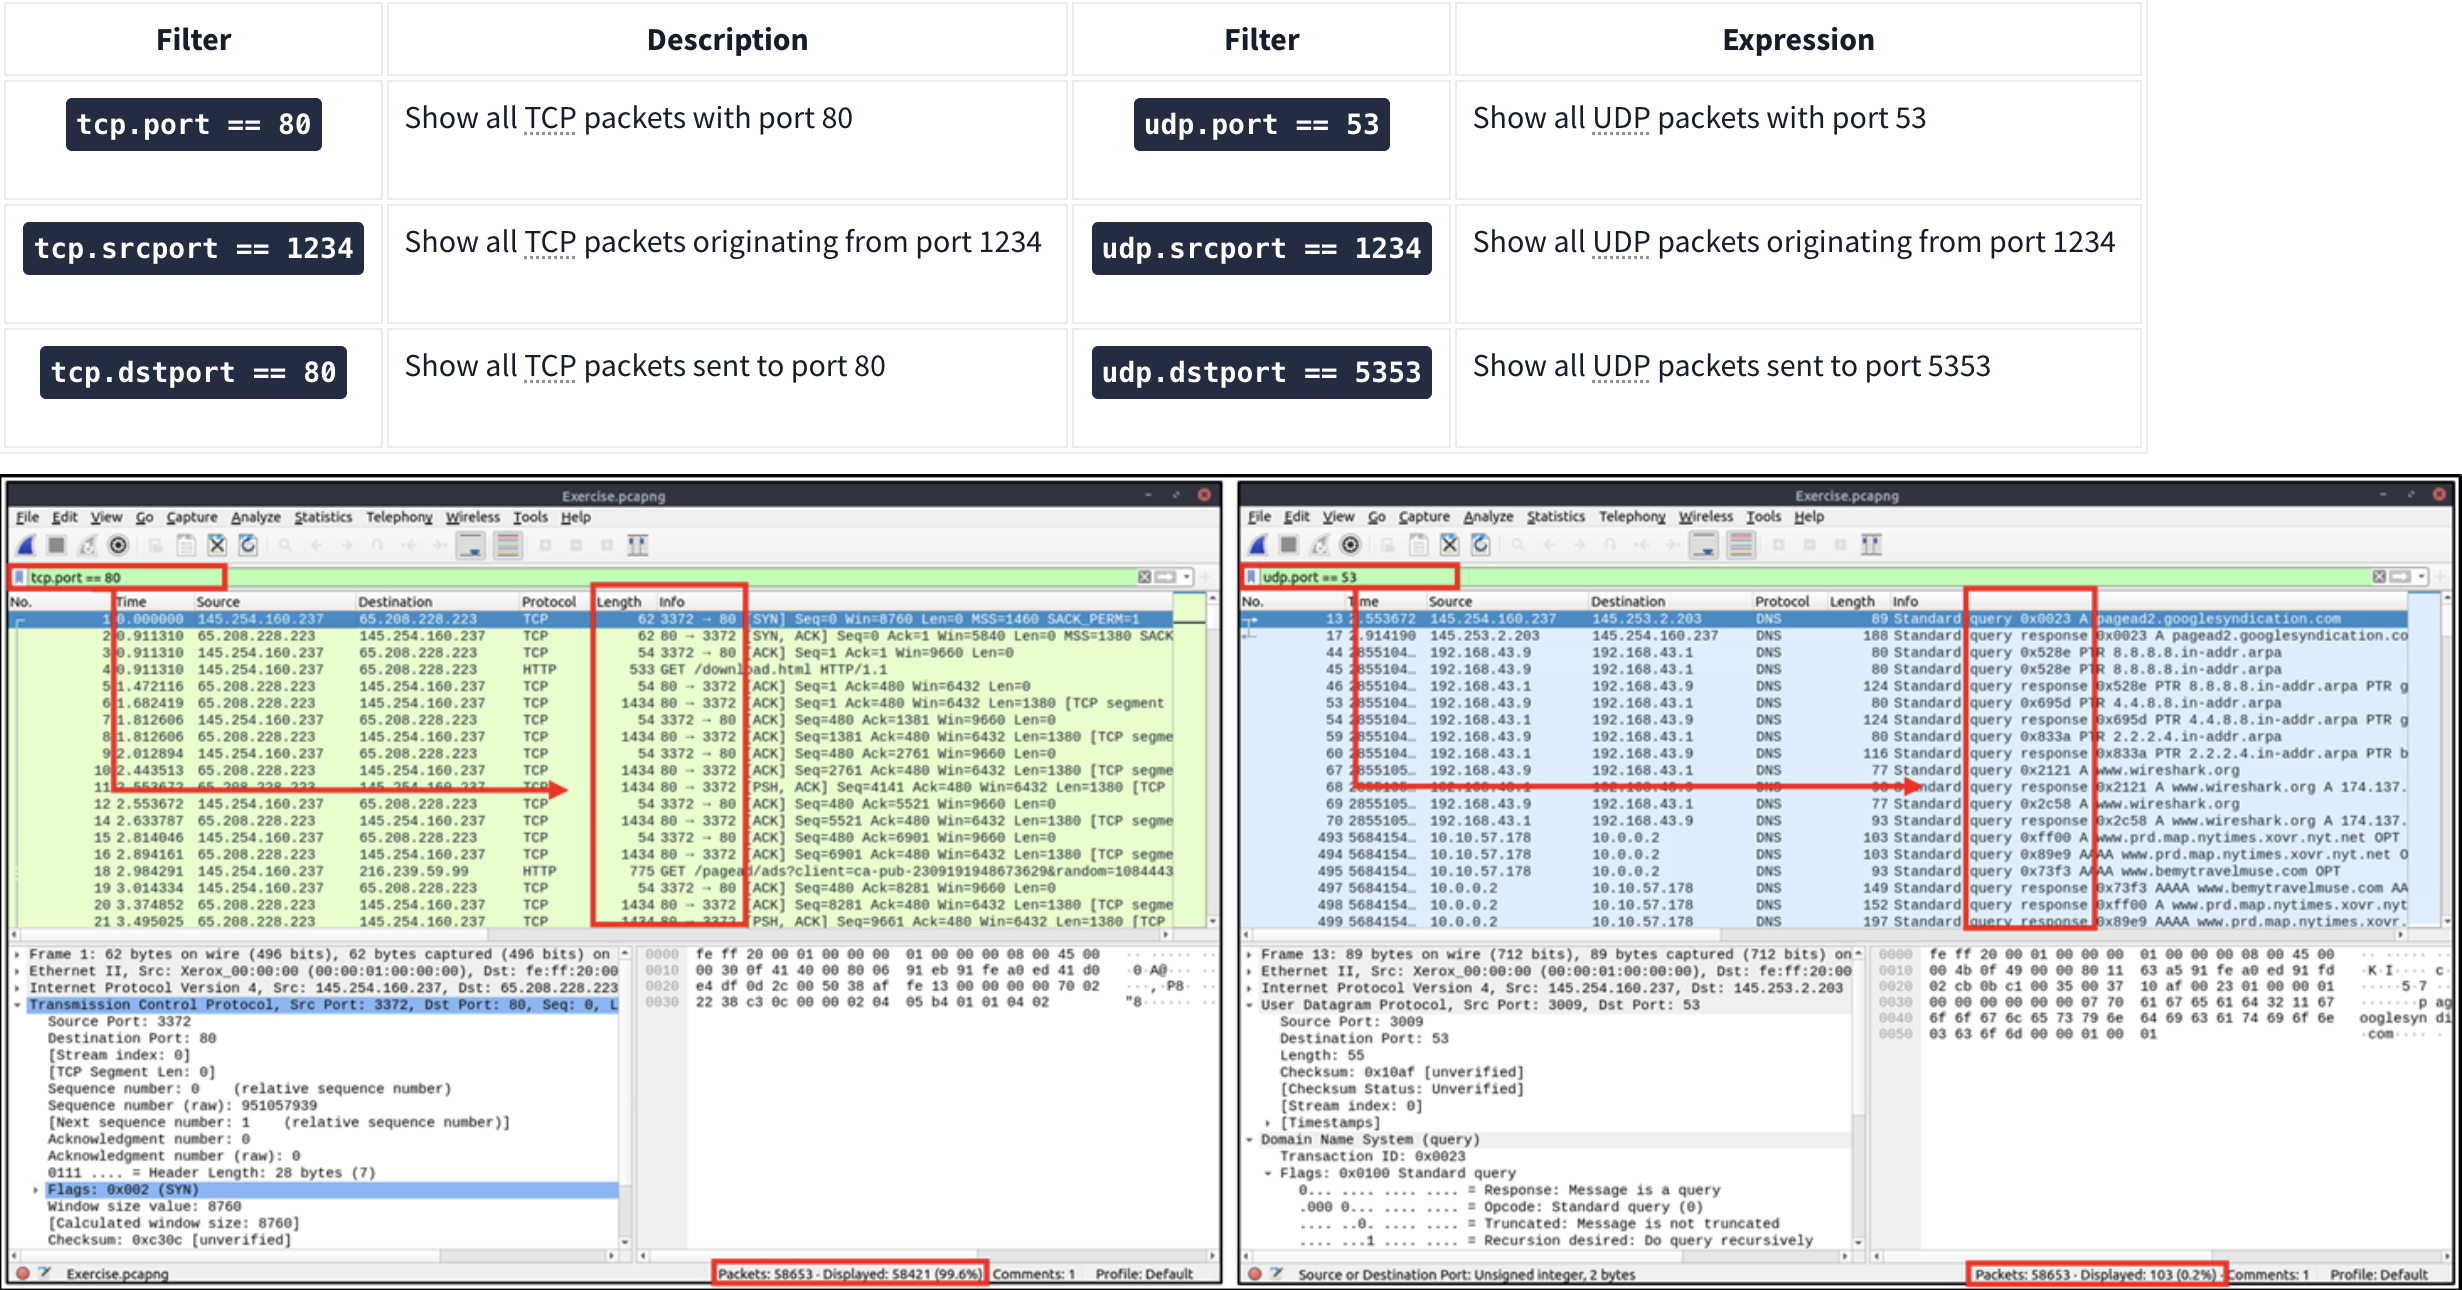 Filter Description Filter Expression
tcp.port == 80 Show all TCP packets with port 80 udp.port == 53 Show all UDP packets with port 53
tcp.srcport == 1234 Show all TCP packets originating from port 1234 udp.srcport == 1234 Show all UDP packets originating from port 1234
tcp.dstport == 80 Show all TCP packets sent to port 80 udp.dstport == 5353 Show all UDP packets sent to port 5353
Exercise.pcapng
File Edit View Go Capture Analyze Statistics Telephony Wireless Tools Help
tcp.port == 80
No. Time Source Destination Protocol Length Info
1 0.000000 145.254.160.237 65.208.228.223 TCP 62 3372 → 80 [SYN] Seq=0 Win=8760 Len=0 MSS=1460 SACK_PERM=1
2 0.911310 65.208.228.223 145.254.160.237 TCP 62 80 → 3372 [SYN, ACK] Seq=0 Ack=1 Win=5840 Len=0 MSS=1380 SACK
3 0.911310 145.254.160.237 65.208.228.223 TCP 54 3372 → 80 [ACK] Seq=1 Ack=1 Win=9660 Len=0
4 0.911310 145.254.160.237 65.208.228.223 HTTP 533 GET /download.html HTTP/1.1
5 1.472116 65.208.228.223 145.254.160.237 TCP 54 80 → 3372 [ACK] Seq=1 Ack=480 Win=6432 Len=0
6 1.682419 65.208.228.223 145.254.160.237 TCP 1434 80 → 3372 [ACK] Seq=1 Ack=480 Win=6432 Len=1380 [TCP segment
7 1.812606 145.254.160.237 65.208.228.223 TCP 54 3372 → 80 [ACK] Seq=480 Ack=1381 Win=9660 Len=0
8 1.812606 65.208.228.223 145.254.160.237 TCP 1434 80 → 3372 [ACK] Seq=1381 Ack=480 Win=6432 Len=1380 [TCP segme
9 2.012894 145.254.160.237 65.208.228.223 TCP 54 3372 → 80 [ACK] Seq=480 Ack=2761 Win=9660 Len=0
10 2.443513 65.208.228.223 145.254.160.237 TCP 1434 80 → 3372 [ACK] Seq=2761 Ack=480 Win=6432 Len=1380 [TCP segme
11 2.553672 65.208.228.223 145.254.160.237 TCP 1434 80 → 3372 [PSH, ACK] Seq=4141 Ack=480 Win=6432 Len=1380 [TCP
12 2.553672 145.254.160.237 65.208.228.223 TCP 54 3372 → 80 [ACK] Seq=480 Ack=5521 Win=9660 Len=0
14 2.633787 65.208.228.223 145.254.160.237 TCP 1434 80 → 3372 [ACK] Seq=5521 Ack=480 Win=6432 Len=1380 [TCP segme
15 2.814046 145.254.160.237 65.208.228.223 TCP 54 3372 → 80 [ACK] Seq=480 Ack=6901 Win=9660 Len=0
16 2.894161 65.208.228.223 145.254.160.237 TCP 1434 80 → 3372 [ACK] Seq=6901 Ack=480 Win=6432 Len=1380 [TCP segme
18 2.984291 145.254.160.237 216.239.59.99 HTTP 775 GET /pagead/ads?client=ca-pub-2309191948673629&random=1084443
19 3.014334 145.254.160.237 65.208.228.223 TCP 54 3372 → 80 [ACK] Seq=480 Ack=8281 Win=9660 Len=0
20 3.374852 65.208.228.223 145.254.160.237 TCP 1434 80 → 3372 [ACK] Seq=8281 Ack=480 Win=6432 Len=1380 [TCP segme
21 3.495025 65.208.228.223 145.254.160.237 TCP 1434 80 → 3372 [PSH, ACK] Seq=9661 Ack=480 Win=6432 Len=1380 [TCP
Frame 1: 62 bytes on wire (496 bits), 62 bytes captured (496 bits) on
Ethernet II, Src: Xerox_00:00:00 (00:00:01:00:00:00), Dst: fe:ff:20:00
Internet Protocol Version 4, Src: 145.254.160.237, Dst: 65.208.228.223
Transmission Control Protocol, Src Port: 3372, Dst Port: 80, Seq: 0, L
Source Port: 3372
Destination Port: 80
[Stream index: 0]
[TCP Segment Len: 0]
Sequence number: 0 (relative sequence number)
Sequence number (raw): 951057939
[Next sequence number: 1 (relative sequence number)]
Acknowledgment number: 0
Acknowledgment number (raw): 0
0111 .... = Header Length: 28 bytes (7)
Flags: 0x002 (SYN)
Window size value: 8760
[Calculated window size: 8760]
Checksum: 0xc30c [unverified]
0000 fe ff 20 00 01 00 00 00 01 00 00 00 08 00 45 00
0010 00 30 0f 41 40 00 80 06 91 eb 91 fe a0 ed 41 d0 ·0·A@···
0020 e4 df 0d 2c 00 50 38 af fe 13 00 00 00 00 70 02 ···,·P8·
0030 22 38 c3 0c 00 00 02 04 05 b4 01 01 04 02 "8······
Exercise.pcapng Packets: 58653 · Displayed: 58421 (99.6%) Comments: 1 Profile: Default
Exercise.pcapng
File Edit View Go Capture Analyze Statistics Telephony Wireless Tools Help
udp.port == 53
No. Time Source Destination Protocol Length Info
13 2.553672 145.254.160.237 145.253.2.203 DNS 89 Standard query 0x0023 A pagead2.googlesyndication.com
17 2.914190 145.253.2.203 145.254.160.237 DNS 188 Standard query response 0x0023 A pagead2.googlesyndication.co
44 2855104… 192.168.43.9 192.168.43.1 DNS 80 Standard query 0x528e PTR 8.8.8.8.in-addr.arpa
45 2855104… 192.168.43.9 192.168.43.1 DNS 80 Standard query 0x528e PTR 8.8.8.8.in-addr.arpa
46 2855104… 192.168.43.1 192.168.43.9 DNS 124 Standard query response 0x528e PTR 8.8.8.8.in-addr.arpa PTR g
53 2855104… 192.168.43.9 192.168.43.1 DNS 80 Standard query 0x695d PTR 4.4.8.8.in-addr.arpa
54 2855104… 192.168.43.1 192.168.43.9 DNS 124 Standard query response 0x695d PTR 4.4.8.8.in-addr.arpa PTR g
59 2855104… 192.168.43.9 192.168.43.1 DNS 80 Standard query 0x833a PTR 2.2.2.4.in-addr.arpa
60 2855104… 192.168.43.1 192.168.43.9 DNS 116 Standard query response 0x833a PTR 2.2.2.4.in-addr.arpa PTR b
67 2855105… 192.168.43.9 192.168.43.1 DNS 77 Standard query 0x2121 A www.wireshark.org
68 2855105… 192.168.43.1 192.168.43.9 DNS Standard query response 0x2121 A www.wireshark.org A 174.137.
69 2855105… 192.168.43.9 192.168.43.1 DNS 77 Standard query 0x2c58 A www.wireshark.org
70 2855105… 192.168.43.1 192.168.43.9 DNS 93 Standard query response 0x2c58 A www.wireshark.org A 174.137.
493 5684154… 10.10.57.178 10.0.0.2 DNS 103 Standard query 0xff00 A www.prd.map.nytimes.xovr.nyt.net OPT
494 5684154… 10.10.57.178 10.0.0.2 DNS 103 Standard query 0x89e9 AAAA www.prd.map.nytimes.xovr.nyt.net O
495 5684154… 10.10.57.178 10.0.0.2 DNS 93 Standard query 0x73f3 AAAA www.bemytravelmuse.com OPT
497 5684154… 10.0.0.2 10.10.57.178 DNS 149 Standard query response 0x73f3 AAAA www.bemytravelmuse.com AA
498 5684154… 10.0.0.2 10.10.57.178 DNS 152 Standard query response 0xff00 A www.prd.map.nytimes.xovr.nyt
499 5684154… 10.0.0.2 10.10.57.178 DNS 197 Standard query response 0x89e9 AAAA www.prd.map.nytimes.xovr.
Frame 13: 89 bytes on wire (712 bits), 89 bytes captured (712 bits) on
Ethernet II, Src: Xerox_00:00:00 (00:00:01:00:00:00), Dst: fe:ff:20:00
Internet Protocol Version 4, Src: 145.254.160.237, Dst: 145.253.2.203
User Datagram Protocol, Src Port: 3009, Dst Port: 53
Source Port: 3009
Destination Port: 53
Length: 55
Checksum: 0x10af [unverified]
[Checksum Status: Unverified]
[Stream index: 0]
[Timestamps]
Domain Name System (query)
Transaction ID: 0x0023
Flags: 0x0100 Standard query
0... .... .... .... = Response: Message is a query
.000 0... .... .... = Opcode: Standard query (0)
.... ..0. .... .... = Truncated: Message is not truncated
.... ...1 .... .... = Recursion desired: Do query recursively
0000 fe ff 20 00 01 00 00 00 01 00 00 00 08 00 45 00
0010 00 4b 0f 49 00 00 80 11 63 a5 91 fe a0 ed 91 fd ·K·I···· c·
0020 02 cb 0b c1 00 35 00 37 10 af 00 23 01 00 00 01 ·····5·7
0030 00 00 00 00 00 00 07 70 61 67 65 61 64 32 11 67 ·······p ag
0040 6f 6f 67 6c 65 73 79 6e 64 69 63 61 74 69 6f 6e ooglesyn di
0050 03 63 6f 6d 00 00 01 00 01 ·com····
Source or Destination Port: Unsigned integer, 2 bytes Packets: 58653 · Displayed: 103 (0.2%) · Comments: 1 Profile: Default